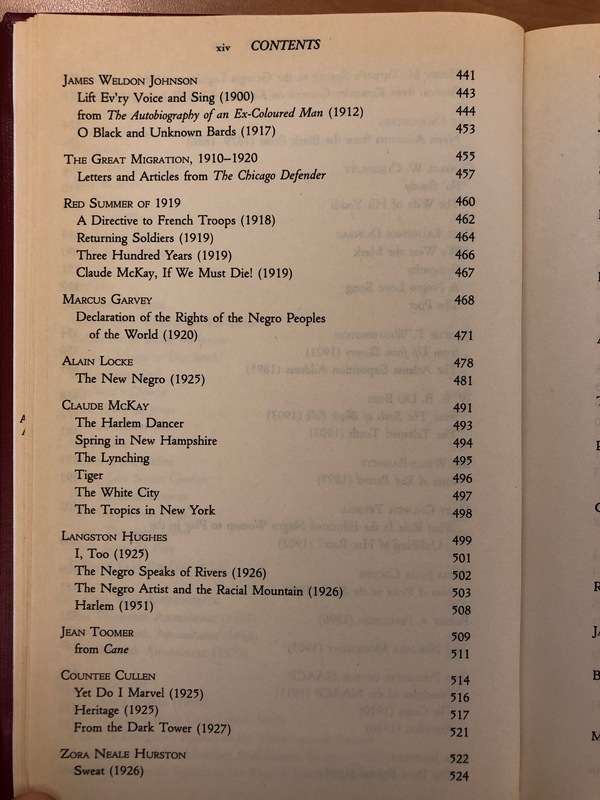 xiv CONTENTS
JAMES WELDON JOHNSON 441
Lift Ev'ry Voice and Sing (1900) 443
from The Autobiography of an Ex-Coloured Man (1912) 444
O Black and Unknown Bards (1917) 453
THE GREAT MIGRATION, 1910–1920 455
Letters and Articles from The Chicago Defender 457
RED SUMMER OF 1919 460
A Directive to French Troops (1918) 462
Returning Soldiers (1919) 464
Three Hundred Years (1919) 466
Claude McKay, If We Must Die! (1919) 467
MARCUS GARVEY 468
Declaration of the Rights of the Negro Peoples
of the World (1920) 471
ALAIN LOCKE 478
The New Negro (1925) 481
CLAUDE MCKAY 491
The Harlem Dancer 493
Spring in New Hampshire 494
The Lynching 495
Tiger 496
The White City 497
The Tropics in New York 498
LANGSTON HUGHES 499
I, Too (1925) 501
The Negro Speaks of Rivers (1926) 502
The Negro Artist and the Racial Mountain (1926) 503
Harlem (1951) 508
JEAN TOOMER 509
from Cane 511
COUNTEE CULLEN 514
Yet Do I Marvel (1925) 516
Heritage (1925) 517
From the Dark Tower (1927) 521
ZORA NEALE HURSTON 522
Sweat (1926) 524